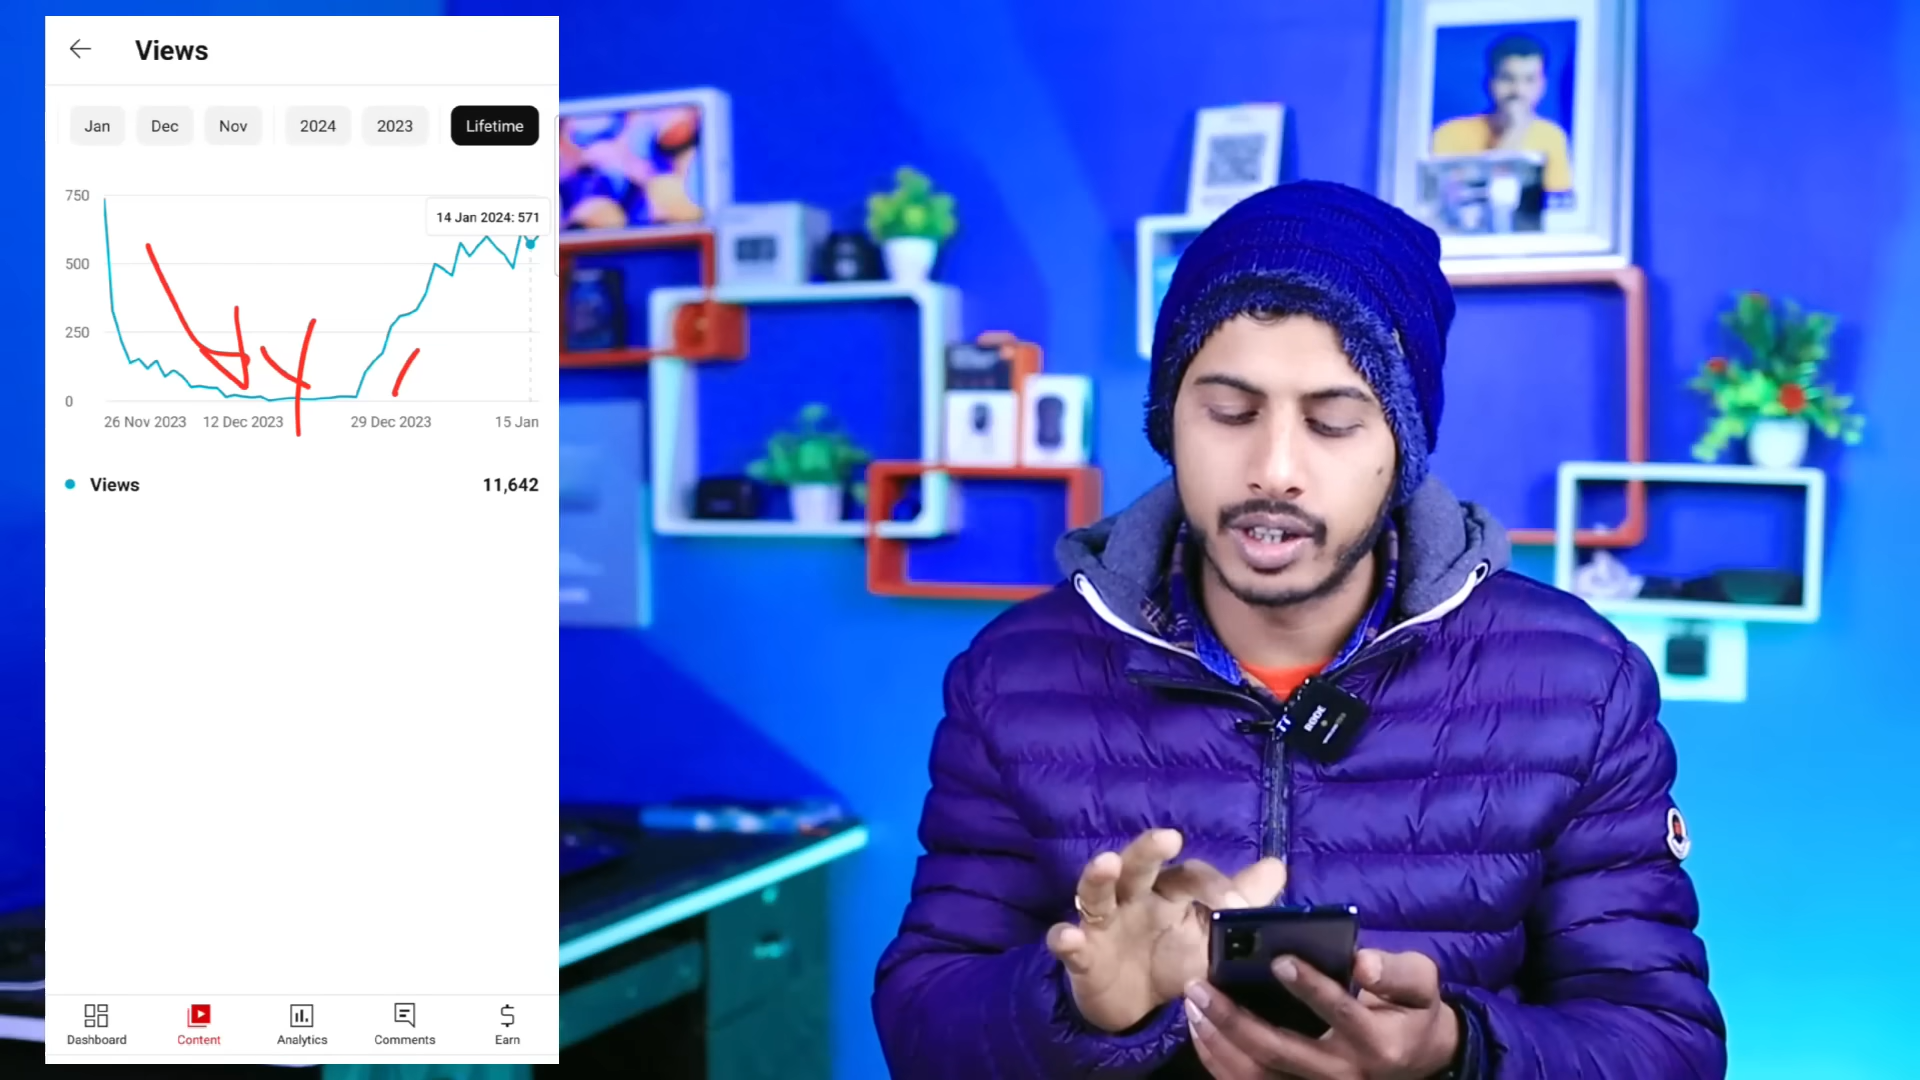 Views
Jan Dec Nov 2024 2023 Lifetime
750
14 Jan 2024: 571
500
250
0
26 Nov 2023 12 Dec 2023 29 Dec 2023 15 Jan
Views 11,642
Dashboard Content Analytics Comments Earn
RØDE